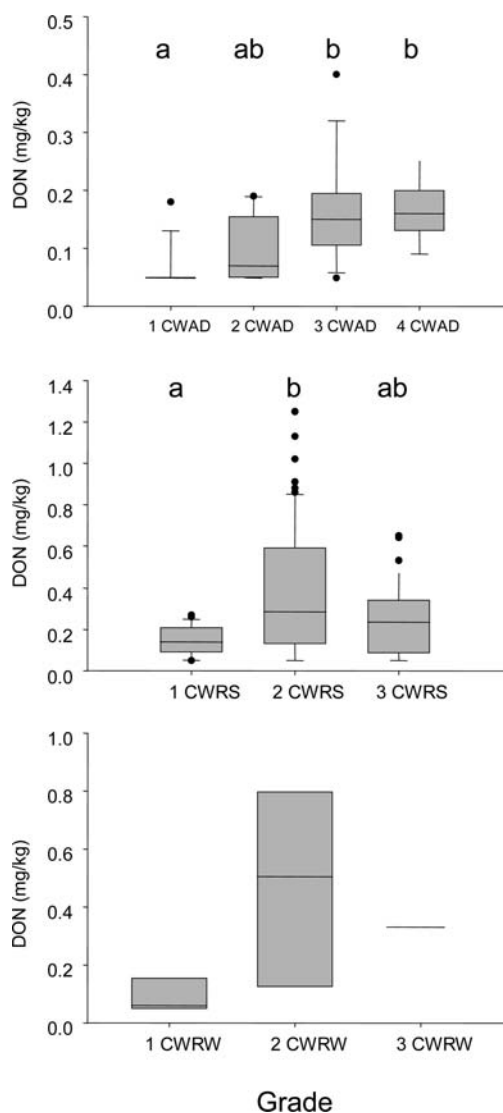 0.5
a ab b b
0.4
0.3
0.2
0.1
0.0
DON (mg/kg)
1 CWAD 2 CWAD 3 CWAD 4 CWAD
1.4
a b ab
1.2
1.0
0.8
0.6
0.4
0.2
0.0
DON (mg/kg)
1 CWRS 2 CWRS 3 CWRS
1.0
0.8
0.6
0.4
0.2
0.0
DON (mg/kg)
1 CWRW 2 CWRW 3 CWRW
Grade